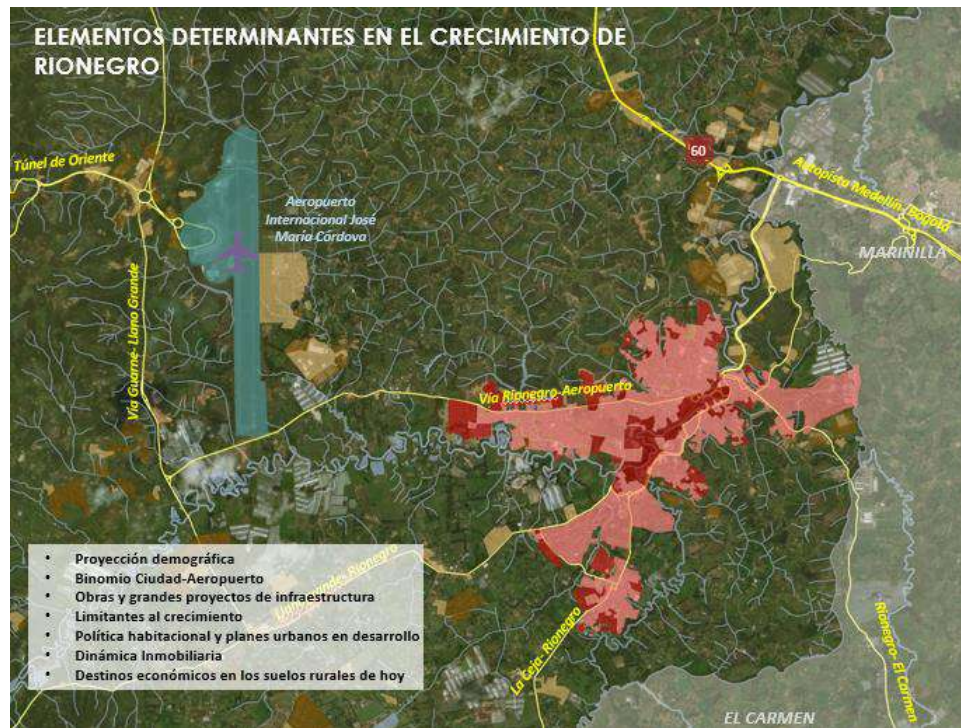 ELEMENTOS DETERMINANTES EN EL CRECIMIENTO DE
RIONEGRO
60
Túnel de Oriente
Autopista Medellín-Bogotá
Aeropuerto
Internacional José
María Córdova
MARINILLA
Vía Guarne- Llano Grande
Vía Rionegro-Aeropuerto
Llanogrande-Rionegro
La Ceja- Rionegro
Rionegro- El Carmen
EL CARMEN
• Proyección demográfica
• Binomio Ciudad-Aeropuerto
• Obras y grandes proyectos de infraestructura
• Limitantes al crecimiento
• Política habitacional y planes urbanos en desarrollo
• Dinámica Inmobiliaria
• Destinos económicos en los suelos rurales de hoy